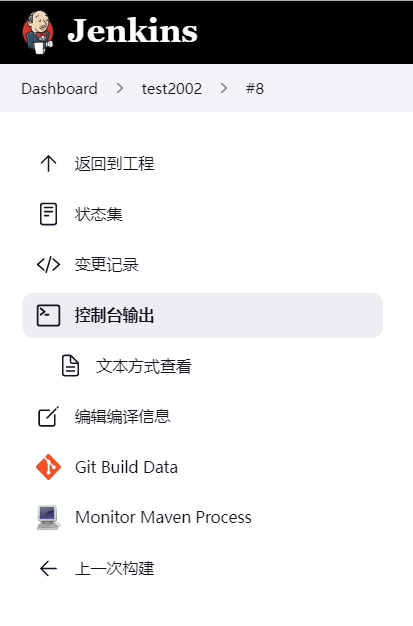 Jenkins
Dashboard > test2002 > #8
返回到工程
状态集
变更记录
控制台输出
文本方式查看
编辑编译信息
Git Build Data
Monitor Maven Process
上一次构建